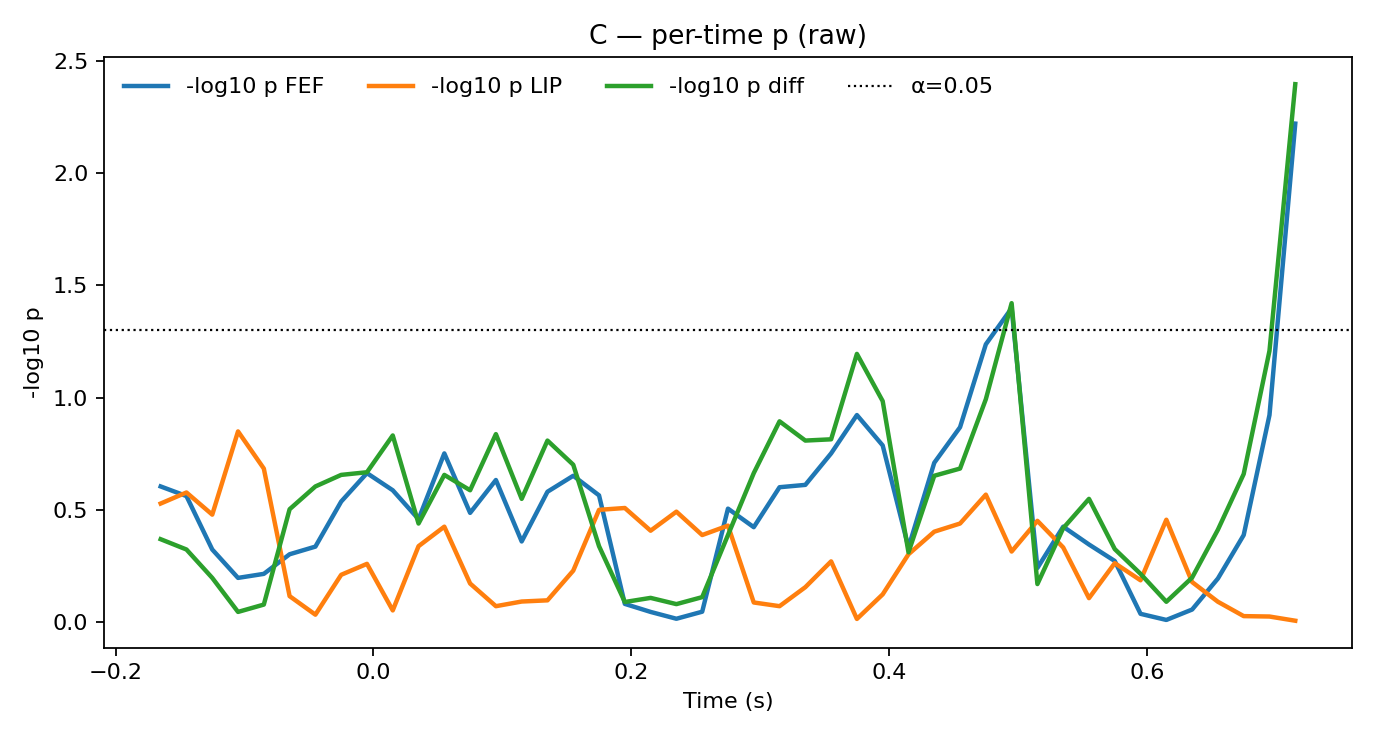 C — per-time p (raw)
-log10 p FEF
-log10 p LIP
-log10 p diff
α=0.05
2.5
2.0
1.5
1.0
0.5
0.0
-log10 p
−0.2
0.0
0.2
0.4
0.6
Time (s)